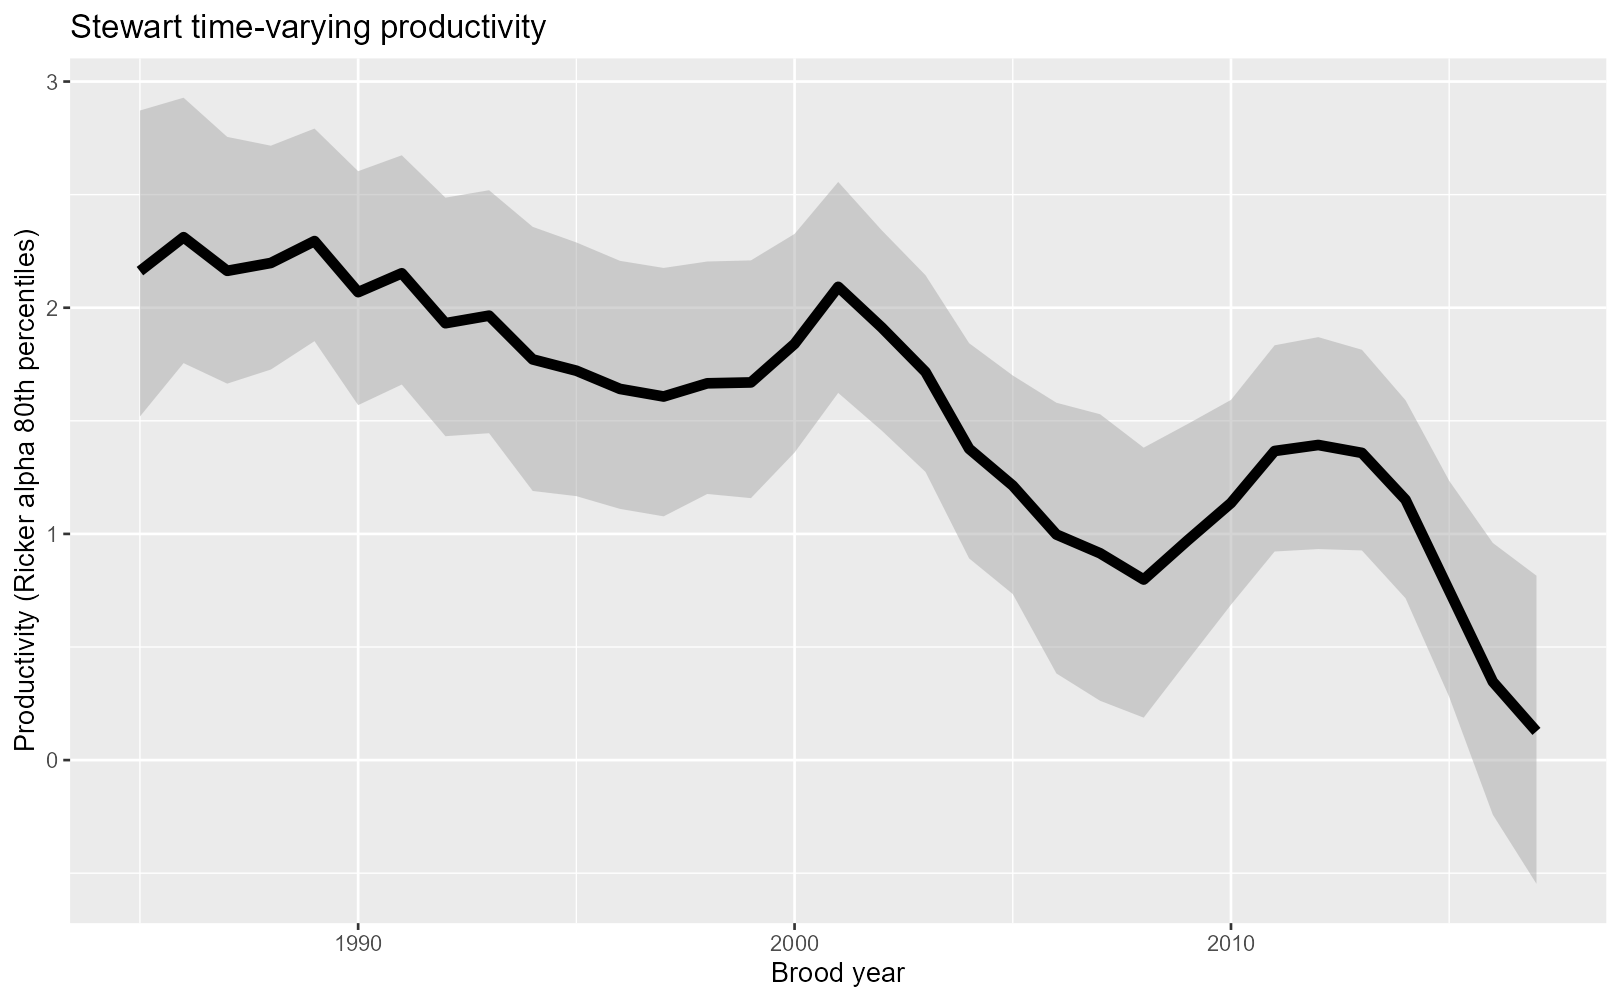 Stewart time-varying productivity
Productivity (Ricker alpha 80th percentiles)
3
2
1
0
1990
2000
2010
Brood year